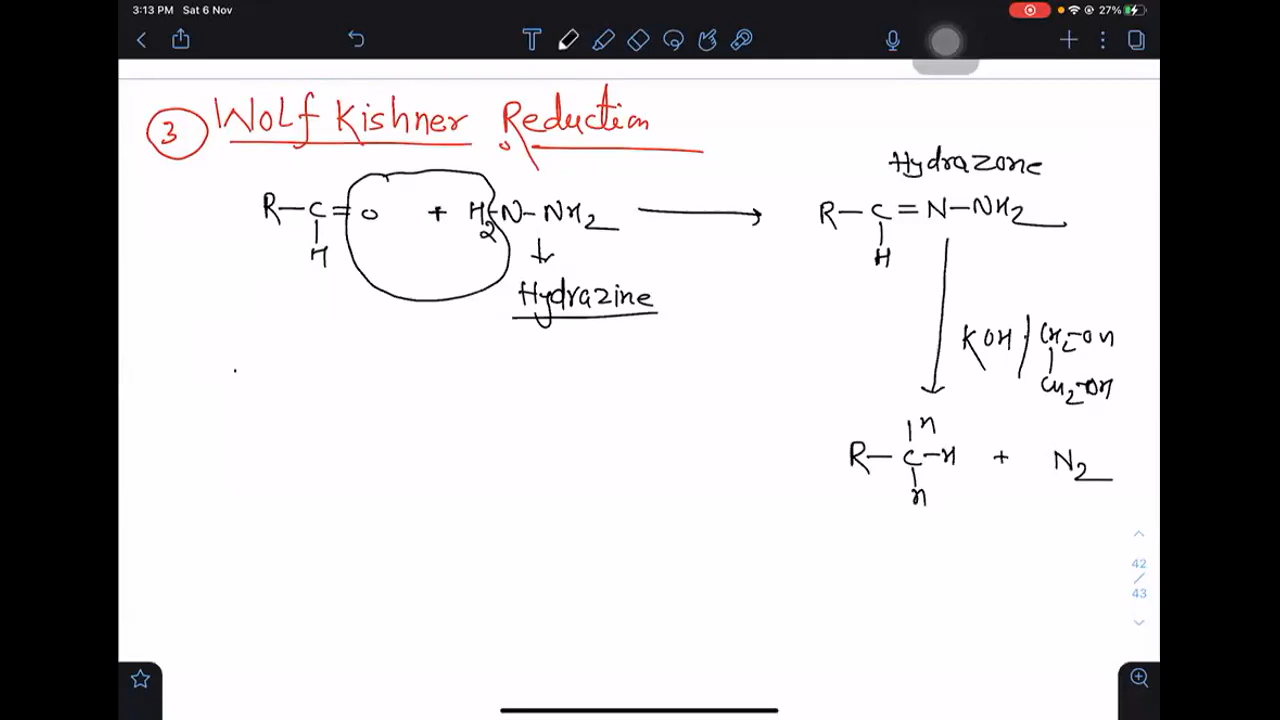 3:13 PM Sat 6 Nov
27%
T
3 Wolf Kishner Reduction
Hydrazone
R-C=O + H2N-NH2 → R-C=N-NH2
H H
↓
Hydrazine
KOH / CH2-OH
CH2-OH
H
R-C-H + N2
H
42
/
43